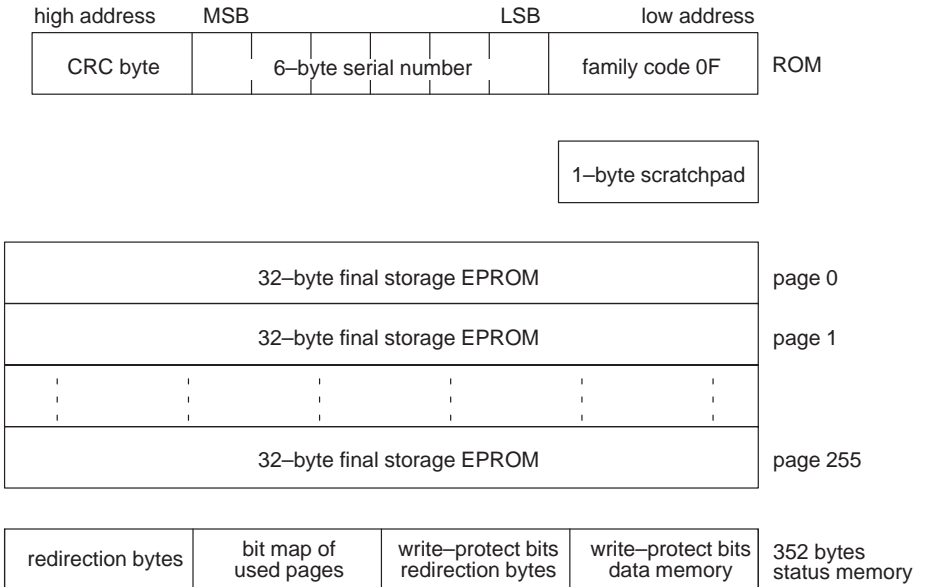 high address MSB LSB low address
CRC byte 6–byte serial number family code 0F ROM
1–byte scratchpad
32–byte final storage EPROM page 0
32–byte final storage EPROM page 1
32–byte final storage EPROM page 255
redirection bytes
bit map of
used pages
write–protect bits
redirection bytes
write–protect bits
data memory
352 bytes
status memory